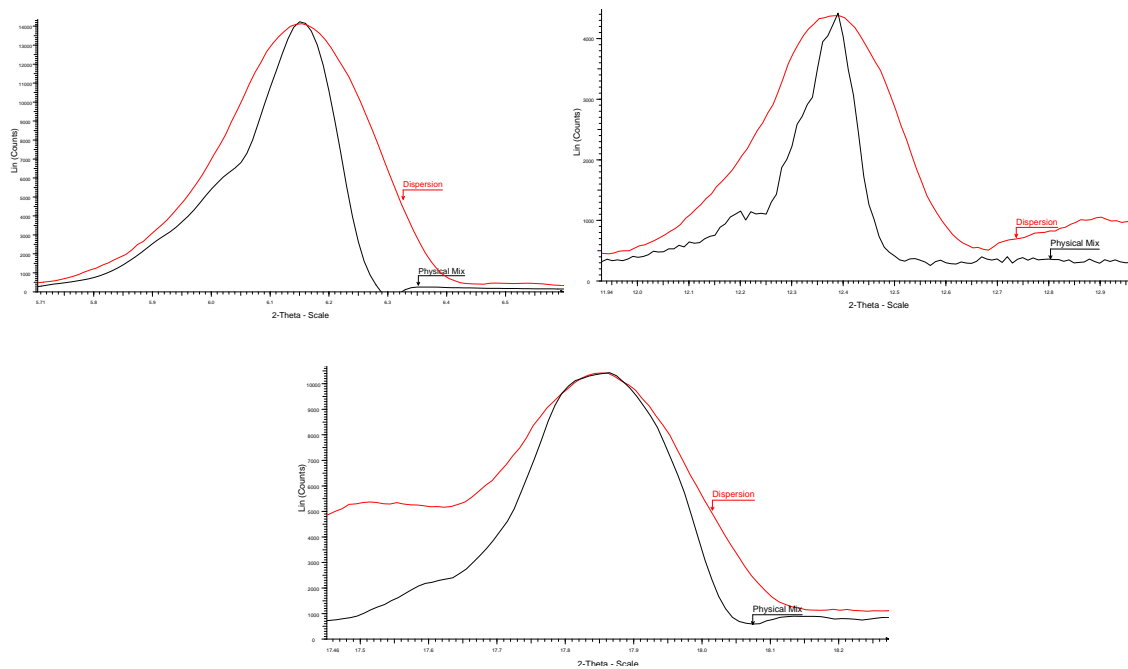 14000
13000
12000
11000
10000
9000
8000
7000
6000
5000
4000
3000
2000
1000
0
Lin (Counts)
Dispersion
Physical Mix
5.71 5.8 5.9 6.0 6.1 6.2 6.3 6.4 6.5
2-Theta - Scale
4000
3000
2000
1000
0
Lin (Counts)
Dispersion
Physical Mix
11.94 12.0 12.1 12.2 12.3 12.4 12.5 12.6 12.7 12.8 12.9
2-Theta - Scale
10000
9000
8000
7000
6000
5000
4000
3000
2000
1000
0
Lin (Counts)
Dispersion
Physical Mix
17.46 17.5 17.6 17.7 17.8 17.9 18.0 18.1 18.2
2-Theta - Scale